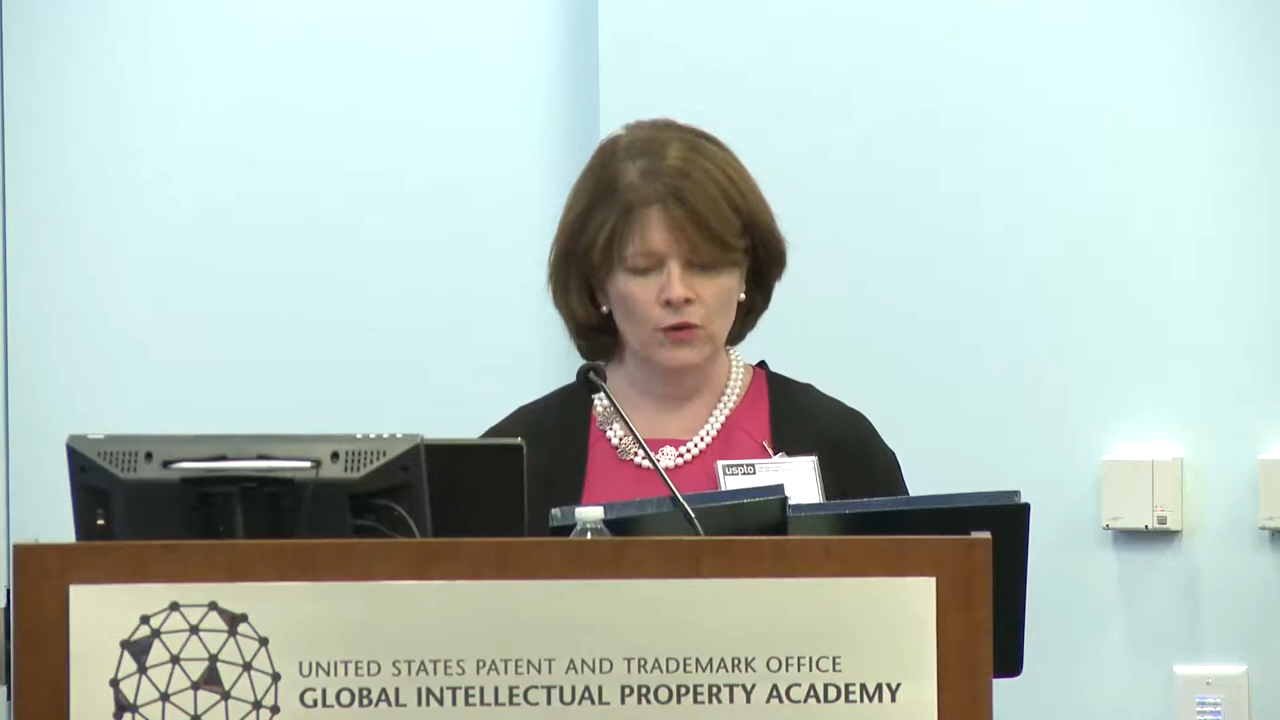 uspto
UNITED STATES PATENT AND TRADEMARK OFFICE
GLOBAL INTELLECTUAL PROPERTY ACADEMY